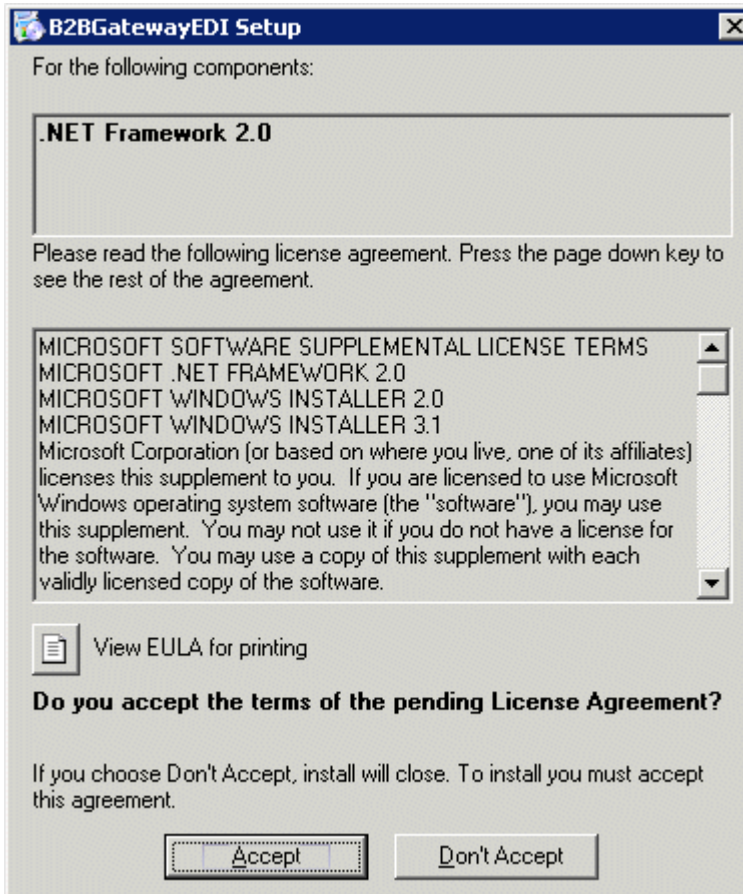 B2BGatewayEDI Setup
For the following components:
.NET Framework 2.0
Please read the following license agreement. Press the page down key to
see the rest of the agreement.
MICROSOFT SOFTWARE SUPPLEMENTAL LICENSE TERMS
MICROSOFT .NET FRAMEWORK 2.0
MICROSOFT WINDOWS INSTALLER 2.0
MICROSOFT WINDOWS INSTALLER 3.1
Microsoft Corporation (or based on where you live, one of its affiliates)
licenses this supplement to you.  If you are licensed to use Microsoft
Windows operating system software (the "software"), you may use
this supplement.  You may not use it if you do not have a license for
the software.  You may use a copy of this supplement with each
validly licensed copy of the software.
View EULA for printing
Do you accept the terms of the pending License Agreement?
If you choose Don't Accept, install will close. To install you must accept
this agreement.
Accept Don't Accept